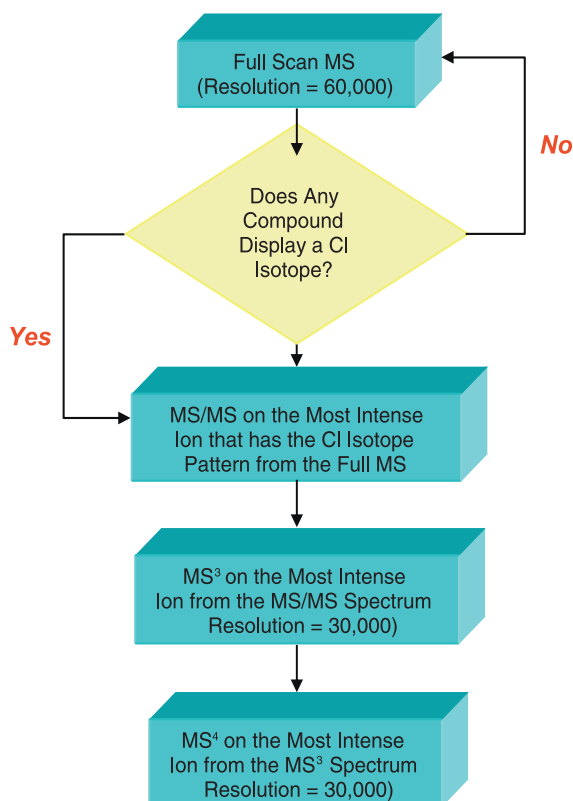 Full Scan MS
(Resolution = 60,000)
No
Does Any
Compound
Display a Cl
Isotope?
Yes
MS/MS on the Most Intense
Ion that has the Cl Isotope
Pattern from the Full MS
MS³ on the Most Intense
Ion from the MS/MS Spectrum
Resolution = 30,000)
MS⁴ on the Most Intense
Ion from the MS³ Spectrum
Resolution = 30,000)